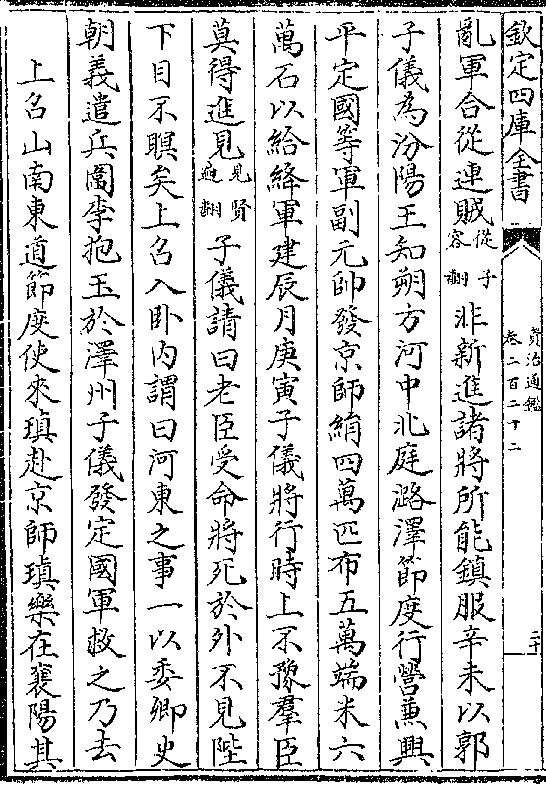 欽定四庫全書
資治通鑑
卷二百二十二
二十
亂軍合從連賊從子容翻非新進諸將所能鎮服辛未以郭
子儀為汾陽王知朔方河中北庭潞澤節度行營兼興
平定國等軍副元帥發京師絹四萬匹布五萬端米六
萬石以給絳軍建辰月庚寅子儀將行時上不豫羣臣
莫得進見見賢遍翻子儀請曰老臣受命將死於外不見陛
下目不瞑矣上召入卧内謂曰河東之事一以委卿史
朝義遣兵圍李抱玉於澤州子儀發定國軍救之乃去
上召山南東道節度使來瑱赴京師瑱樂在襄陽其